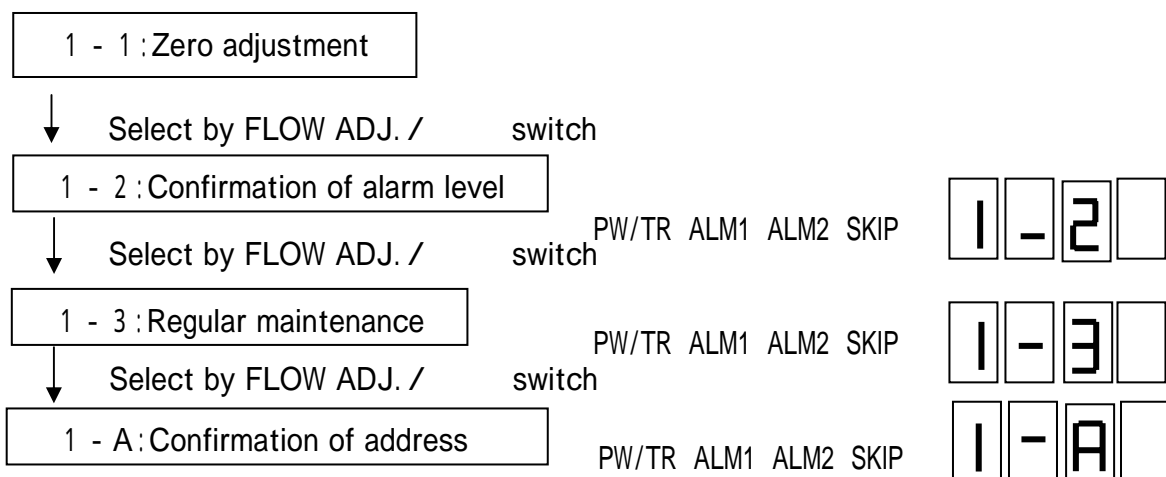 1 - 1 : Zero adjustment
Select by FLOW ADJ. / switch
1 - 2 : Confirmation of alarm level
PW/TR ALM1 ALM2 SKIP 1 _ 2
Select by FLOW ADJ. / switch
1 - 3 : Regular maintenance
PW/TR ALM1 ALM2 SKIP 1 - 3
Select by FLOW ADJ. / switch
1 - A : Confirmation of address
PW/TR ALM1 ALM2 SKIP 1 - A